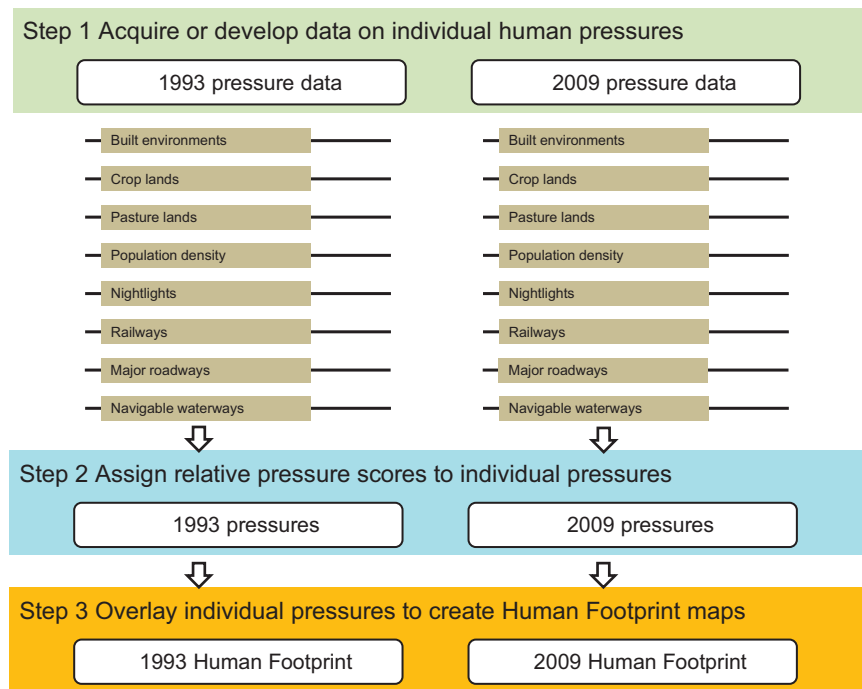 Step 1 Acquire or develop data on individual human pressures
1993 pressure data
2009 pressure data
Built environments
Crop lands
Pasture lands
Population density
Nightlights
Railways
Major roadways
Navigable waterways
Built environments
Crop lands
Pasture lands
Population density
Nightlights
Railways
Major roadways
Navigable waterways
Step 2 Assign relative pressure scores to individual pressures
1993 pressures
2009 pressures
Step 3 Overlay individual pressures to create Human Footprint maps
1993 Human Footprint
2009 Human Footprint